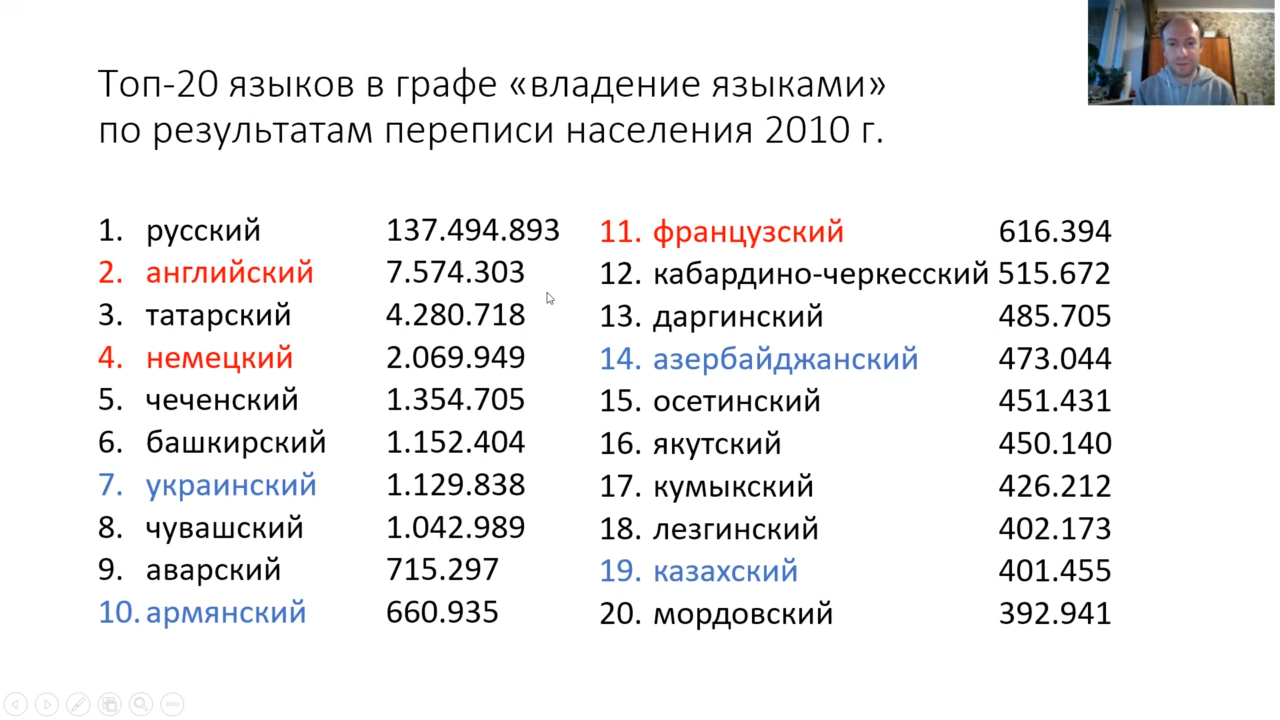 Топ-20 языков в графе «владение языками»
по результатам переписи населения 2010 г.
1. русский 137.494.893
2. английский 7.574.303
3. татарский 4.280.718
4. немецкий 2.069.949
5. чеченский 1.354.705
6. башкирский 1.152.404
7. украинский 1.129.838
8. чувашский 1.042.989
9. аварский 715.297
10. армянский 660.935
11. французский 616.394
12. кабардино-черкесский 515.672
13. даргинский 485.705
14. азербайджанский 473.044
15. осетинский 451.431
16. якутский 450.140
17. кумыкский 426.212
18. лезгинский 402.173
19. казахский 401.455
20. мордовский 392.941